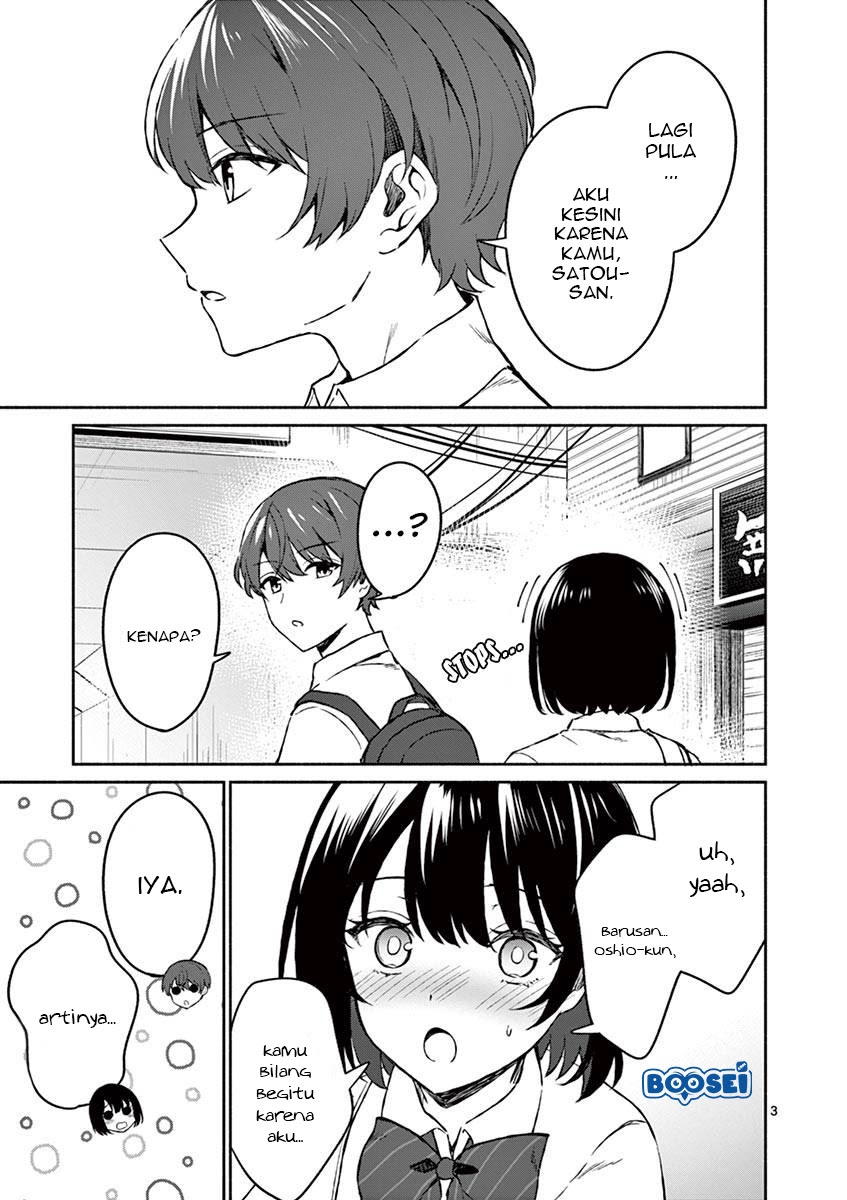 LAGI
PULA
...
AKU
KESINI
KARENA
KAMU,
SATOU-
SAN.
...?
KENAPA?
STOPS...
uh,
yaah,
Barusan...
oshio-kun,
kamu
Bilang
Begitu
karena
aku...
IYA.
artinya...
BOOSEI
3